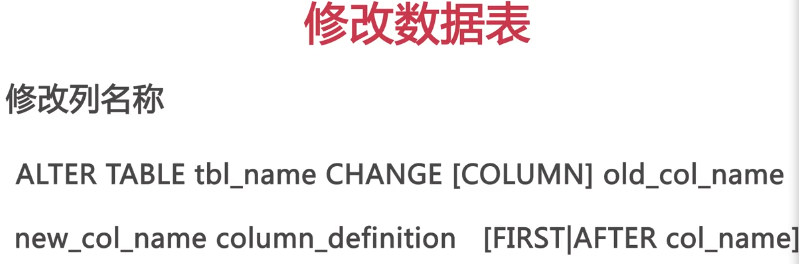 修改数据表
修改列名称
ALTER TABLE tbl_name CHANGE [COLUMN] old_col_name
new_col_name column_definition [FIRST|AFTER col_name]